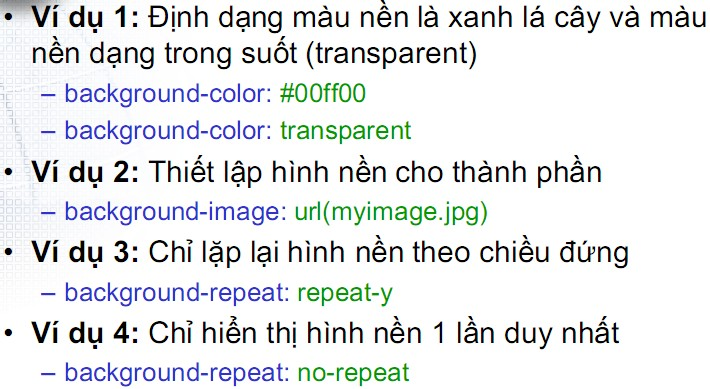 • Ví dụ 1: Định dạng màu nền là xanh lá cây và màu
nền dạng trong suốt (transparent)
– background-color: #00ff00
– background-color: transparent
• Ví dụ 2: Thiết lập hình nền cho thành phần
– background-image: url(myimage.jpg)
• Ví dụ 3: Chỉ lặp lại hình nền theo chiều đứng
– background-repeat: repeat-y
• Ví dụ 4: Chỉ hiển thị hình nền 1 lần duy nhất
– background-repeat: no-repeat